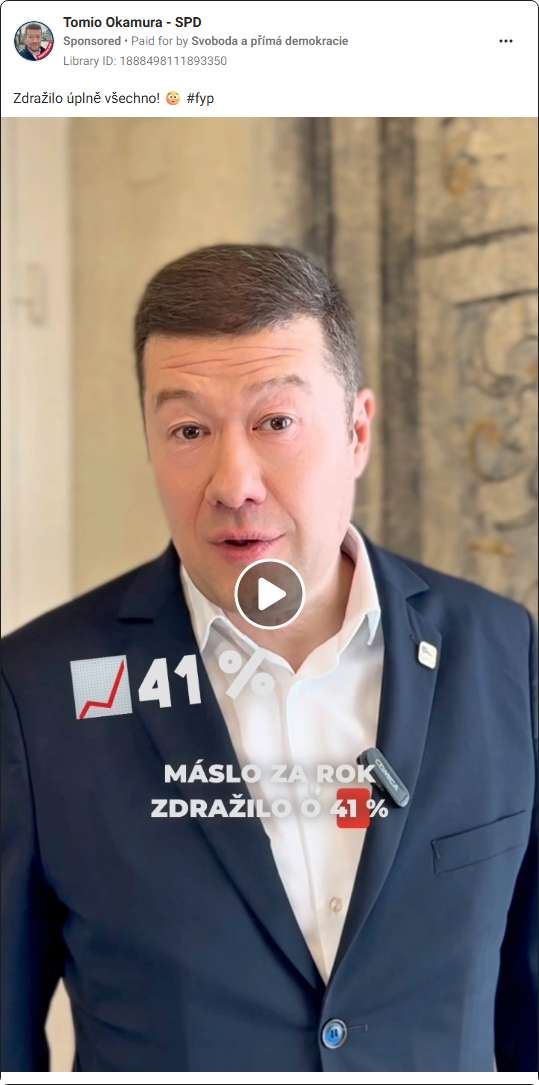 Tomio Okamura - SPD
Sponsored • Paid for by Svoboda a přímá demokracie
Library ID: 1888498111893350
Zdražilo úplně všechno! 😳 #fyp
41 %
MÁSLO ZA ROK
ZDRAŽILO O 41 %
COMICA